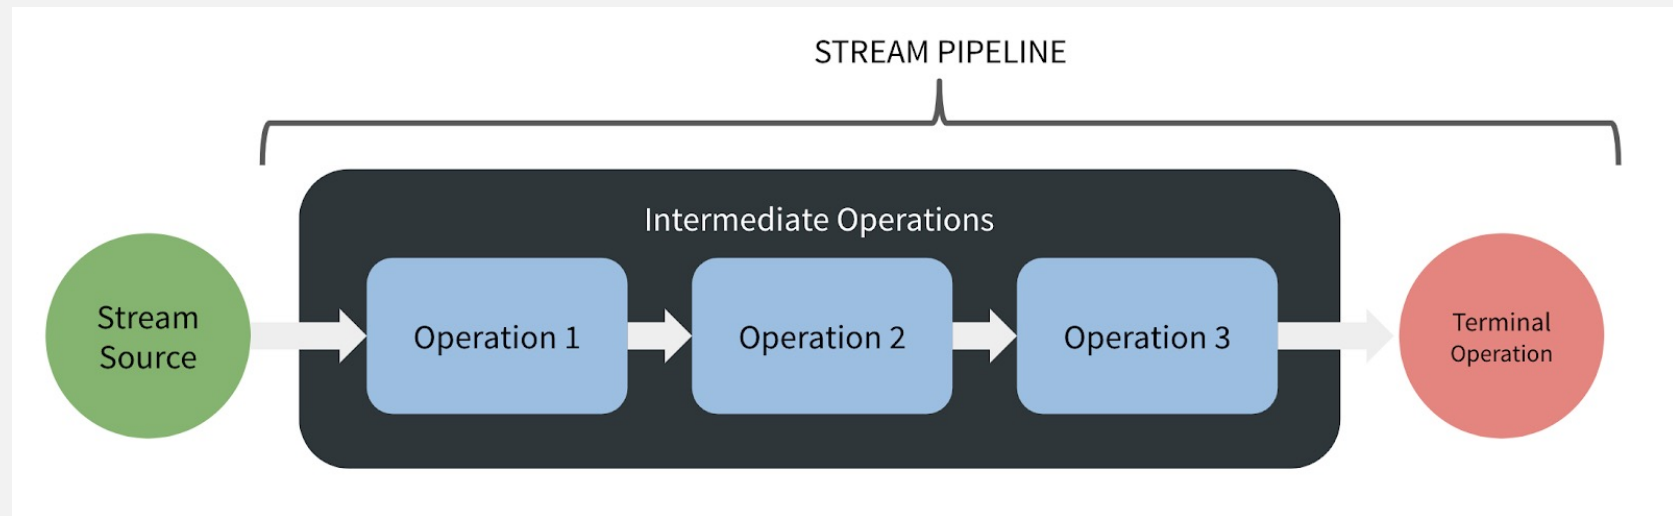 STREAM PIPELINE
Intermediate Operations
Stream
Source
Operation 1
Operation 2
Operation 3
Terminal
Operation